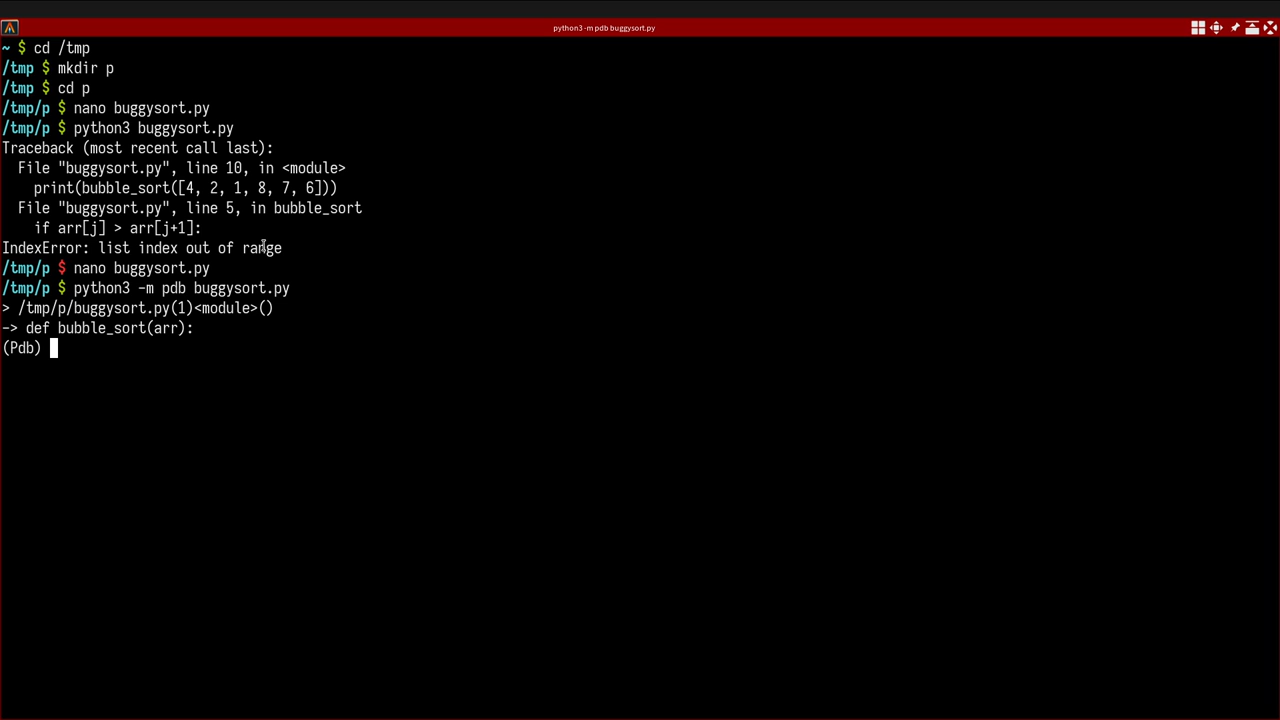 python3 -m pdb buggysort.py
~ $ cd /tmp
/tmp $ mkdir p
/tmp $ cd p
/tmp/p $ nano buggysort.py
/tmp/p $ python3 buggysort.py
Traceback (most recent call last):
  File "buggysort.py", line 10, in <module>
    print(bubble_sort([4, 2, 1, 8, 7, 6]))
  File "buggysort.py", line 5, in bubble_sort
    if arr[j] > arr[j+1]:
IndexError: list index out of range
/tmp/p $ nano buggysort.py
/tmp/p $ python3 -m pdb buggysort.py
> /tmp/p/buggysort.py(1)<module>()
-> def bubble_sort(arr):
(Pdb)